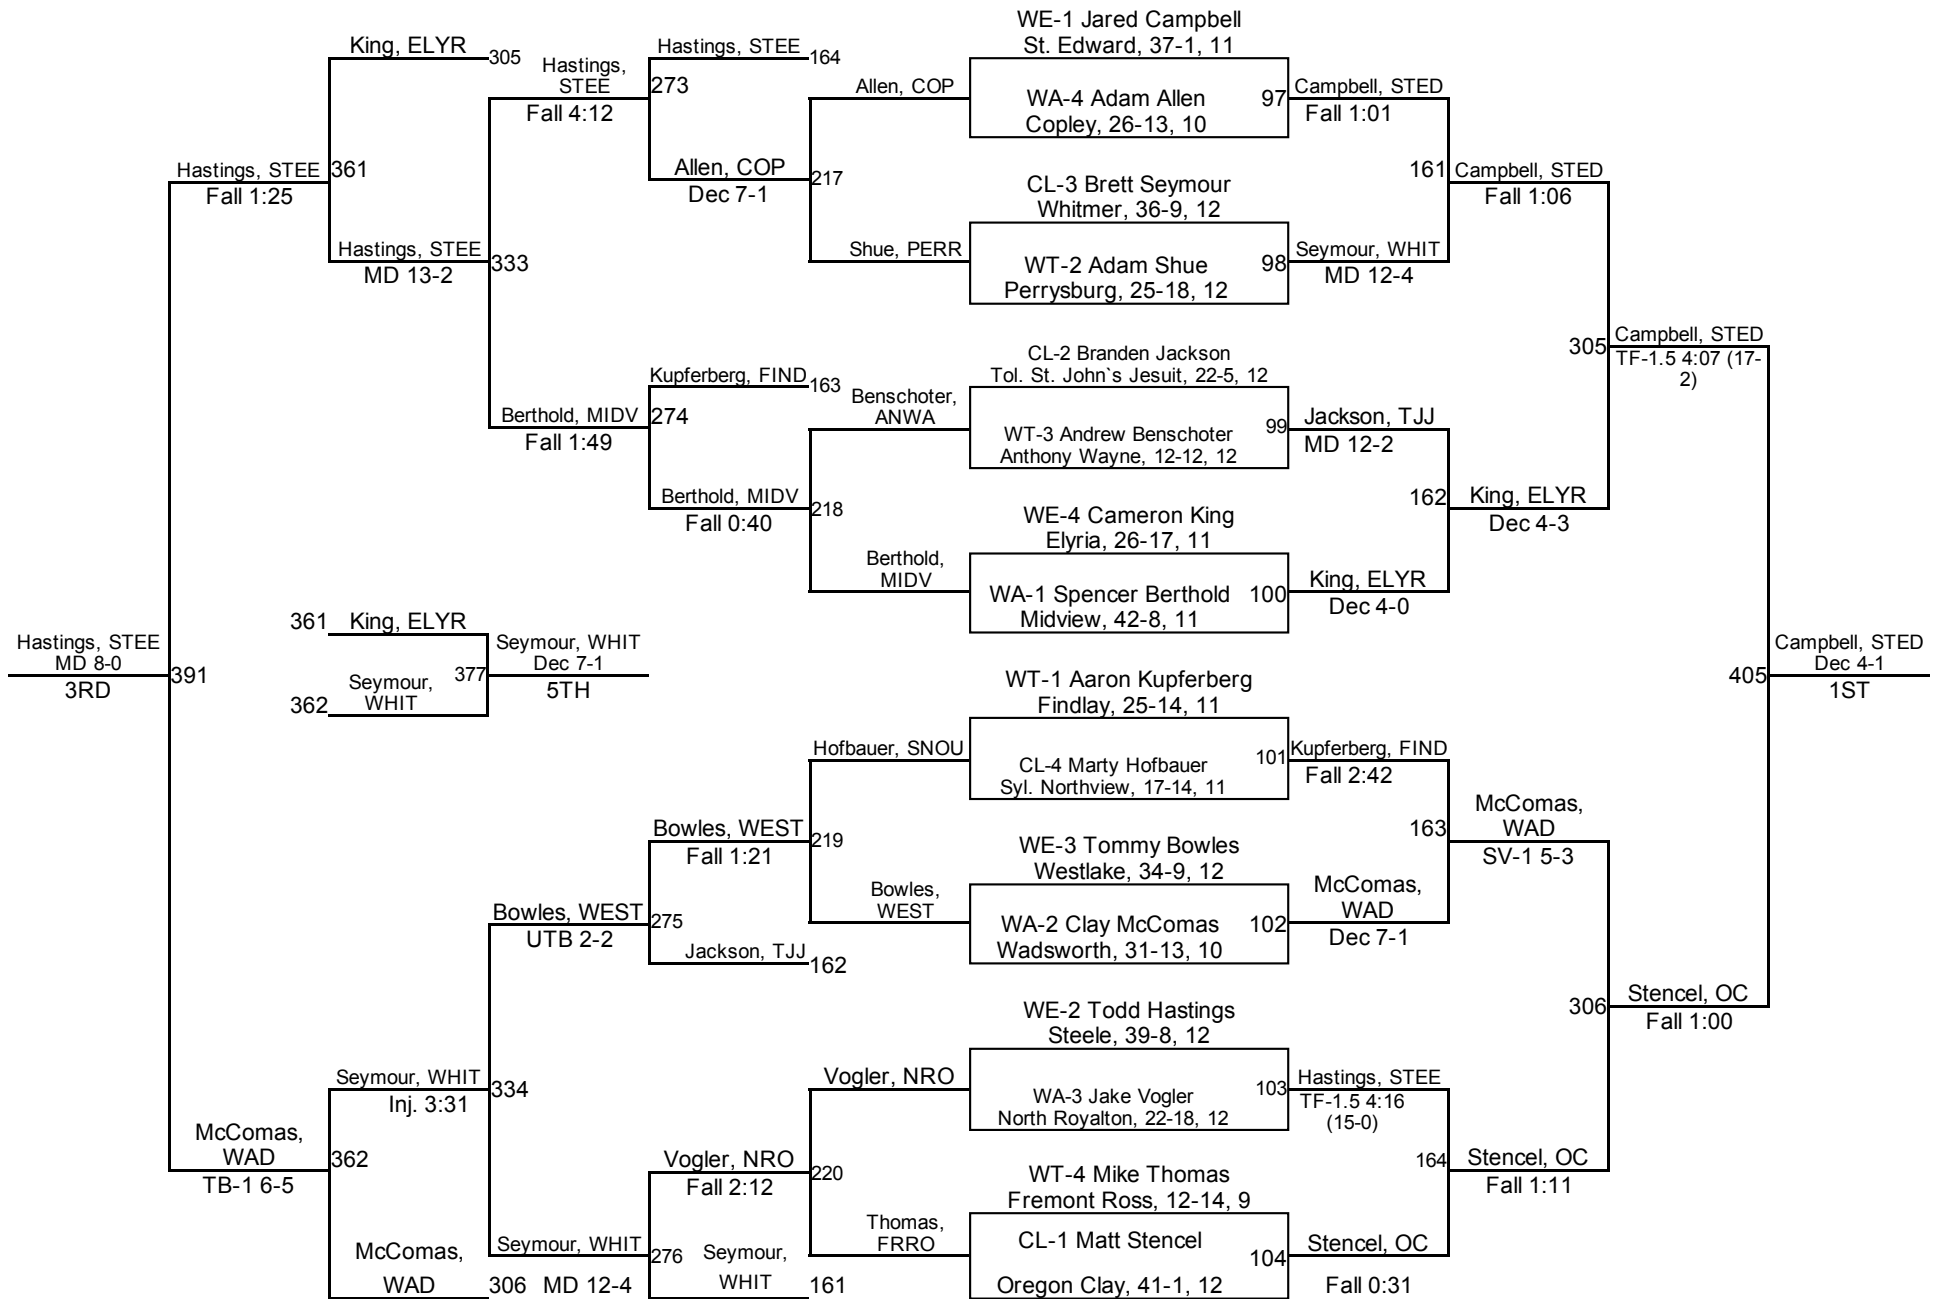 WE-1 Jared Campbell
St. Edward, 37-1, 11
King, ELYR
305
Hastings, STEE
164
Hastings,
STEE
273
Fall 4:12
Allen, COP
WA-4 Adam Allen
Copley, 26-13, 10
97
Campbell, STED
Fall 1:01
Hastings, STEE
361
Fall 1:25
Allen, COP
217
Dec 7-1
161
Campbell, STED
Fall 1:06
CL-3 Brett Seymour
Whitmer, 36-9, 12
Hastings, STEE
333
MD 13-2
Shue, PERR
WT-2 Adam Shue
Perrysburg, 25-18, 12
98
Seymour, WHIT
MD 12-4
305
Campbell, STED
TF-1.5 4:07 (17-
2)
CL-2 Branden Jackson
Tol. St. John`s Jesuit, 22-5, 12
Kupferberg, FIND
163
Berthold, MIDV
274
Fall 1:49
Benschoter,
ANWA
WT-3 Andrew Benschoter
Anthony Wayne, 12-12, 12
99
Jackson, TJJ
MD 12-2
Berthold, MIDV
218
Fall 0:40
162
King, ELYR
Dec 4-3
WE-4 Cameron King
Elyria, 26-17, 11
Berthold,
MIDV
WA-1 Spencer Berthold
Midview, 42-8, 11
100
King, ELYR
Dec 4-0
361
King, ELYR
Hastings, STEE
MD 8-0
3RD
391
362
Seymour,
WHIT
377
Seymour, WHIT
Dec 7-1
5TH
405
Campbell, STED
Dec 4-1
1ST
WT-1 Aaron Kupferberg
Findlay, 25-14, 11
Hofbauer, SNOU
CL-4 Marty Hofbauer
Syl. Northview, 17-14, 11
101
Kupferberg, FIND
Fall 2:42
Bowles, WEST
219
Fall 1:21
163
McComas,
WAD
SV-1 5-3
WE-3 Tommy Bowles
Westlake, 34-9, 12
Bowles, WEST
275
UTB 2-2
Bowles,
WEST
WA-2 Clay McComas
Wadsworth, 31-13, 10
102
McComas,
WAD
Dec 7-1
Jackson, TJJ
162
306
Stencel, OC
Fall 1:00
WE-2 Todd Hastings
Steele, 39-8, 12
Seymour, WHIT
334
Inj. 3:31
Vogler, NRO
WA-3 Jake Vogler
North Royalton, 22-18, 12
103
Hastings, STEE
TF-1.5 4:16
(15-0)
McComas,
WAD
362
TB-1 6-5
Vogler, NRO
220
Fall 2:12
164
Stencel, OC
Fall 1:11
WT-4 Mike Thomas
Fremont Ross, 12-14, 9
Thomas,
FRRO
CL-1 Matt Stencel
Oregon Clay, 41-1, 12
104
Stencel, OC
Fall 0:31
McComas,
WAD
306
Seymour, WHIT
276
MD 12-4
Seymour,
WHIT
161